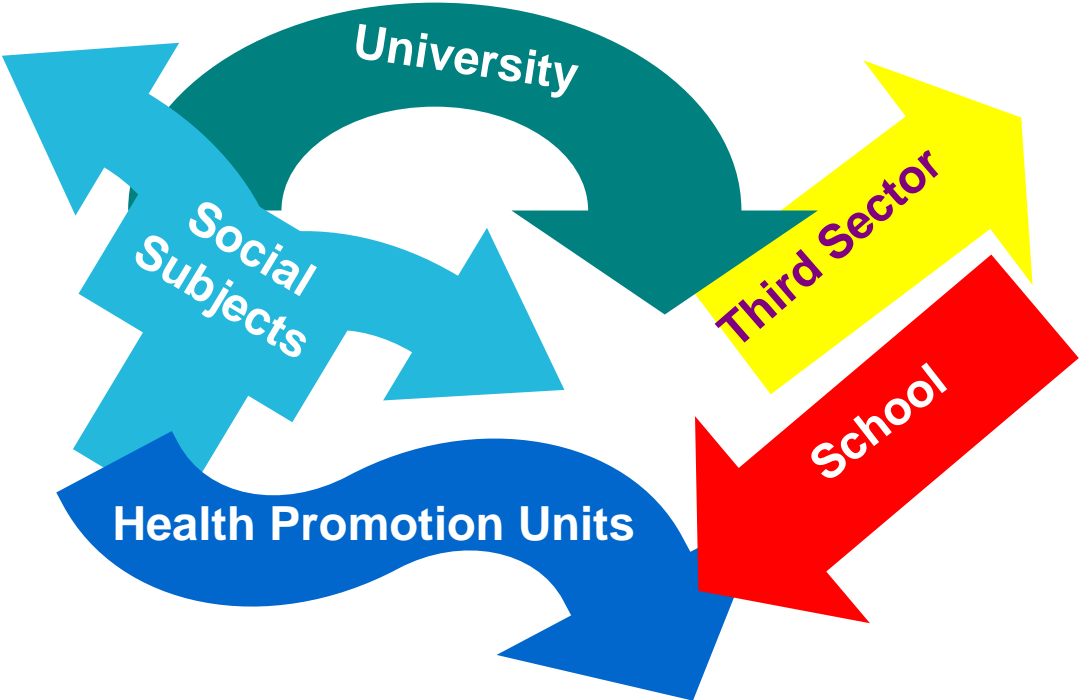 University
Third Sector
Social
Subjects
School
Health Promotion Units